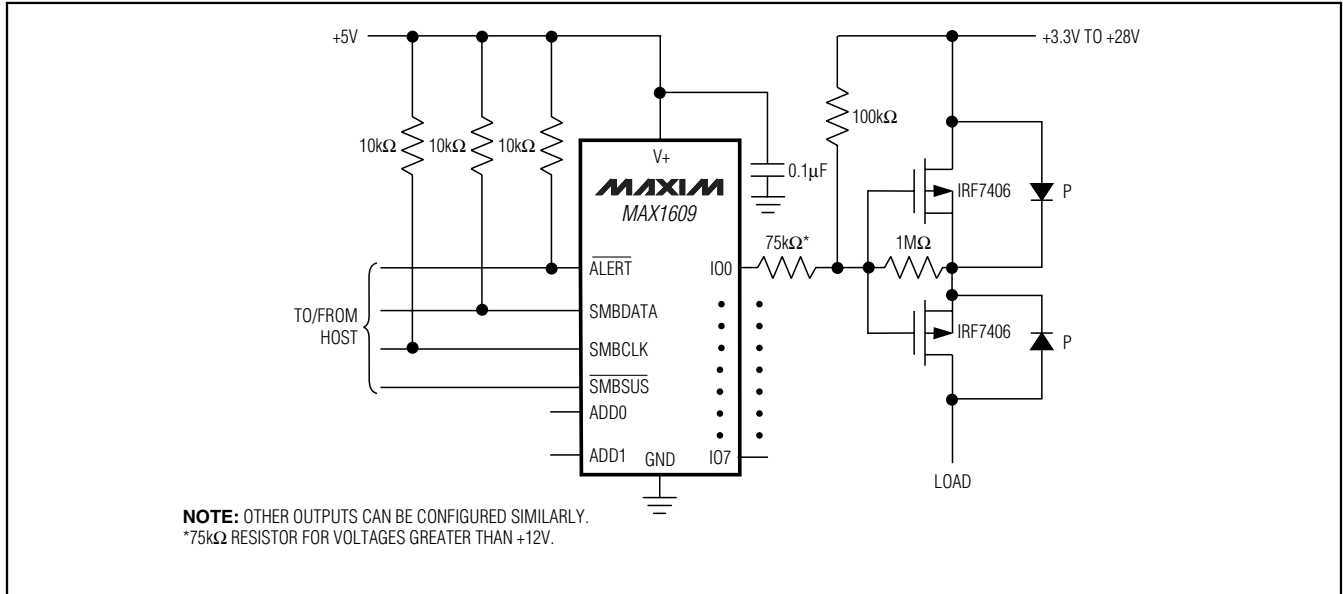 +5V
+3.3V TO +28V
10kΩ
10kΩ
10kΩ
100kΩ
V+
0.1μF
MAXIM
MAX1609
IRF7406
P
75kΩ*
1MΩ
ALERT
IO0
SMBDATA
TO/FROM
HOST
SMBCLK
IRF7406
P
SMBSUS
ADD0
ADD1
GND
IO7
LOAD
NOTE: OTHER OUTPUTS CAN BE CONFIGURED SIMILARLY.
*75kΩ RESISTOR FOR VOLTAGES GREATER THAN +12V.